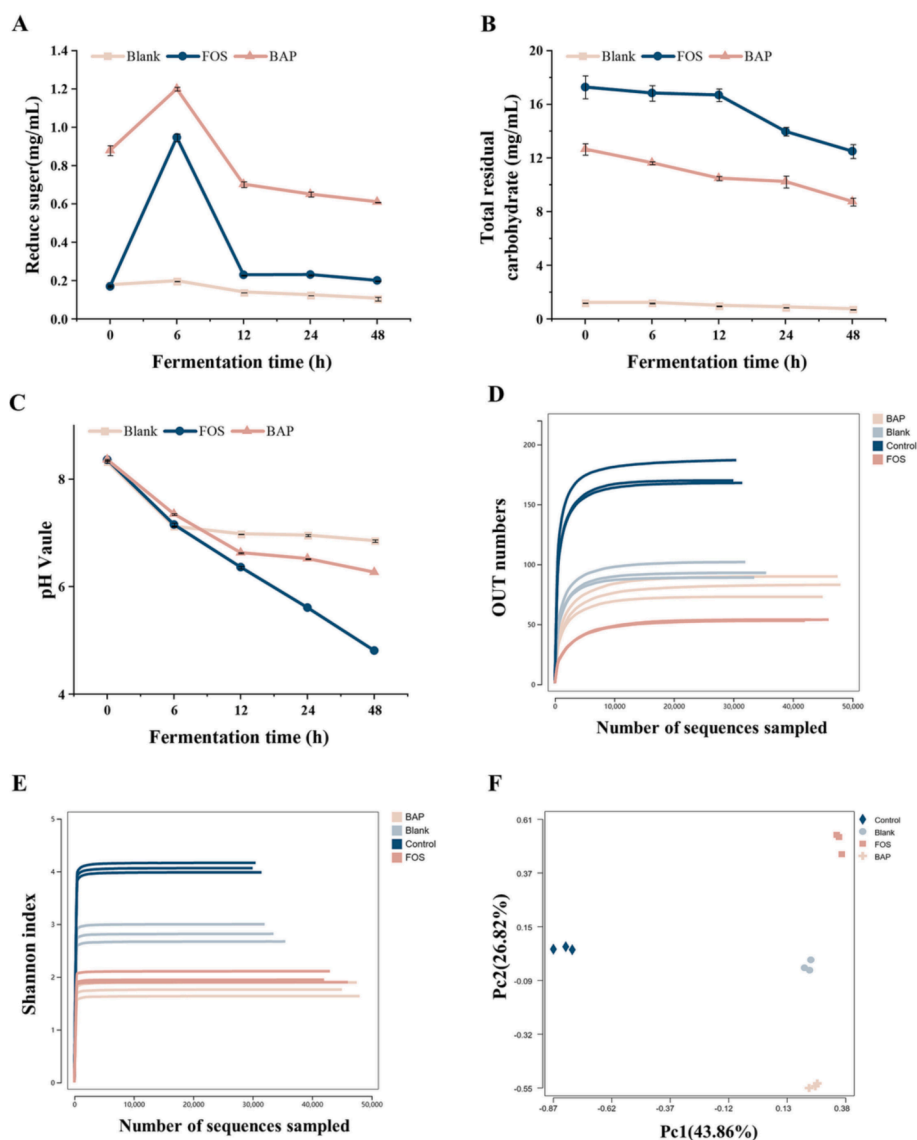 A
Blank FOS BAP
Reduce suger(mg/mL)
1.4
1.2
1.0
0.8
0.6
0.4
0.2
0.0
0 6 12 24 48
Fermentation time (h)
B
Blank FOS BAP
Total residual
carbohydrate (mg/mL)
20
16
12
8
4
0
0 6 12 24 48
Fermentation time (h)
C
Blank FOS BAP
pH Vaule
8
6
4
0 6 12 24 48
Fermentation time (h)
D
BAP
Blank
Control
FOS
OUT numbers
200
150
100
50
0
0 10,000 20,000 30,000 40,000 50,000
Number of sequences sampled
E
BAP
Blank
Control
FOS
Shannon index
5
4
3
2
1
0
0 10,000 20,000 30,000 40,000 50,000
Number of sequences sampled
F
Control
Blank
FOS
BAP
Pc2(26.82%)
0.61
0.37
0.15
-0.09
-0.32
-0.55
-0.87 -0.62 -0.37 -0.12 0.13 0.38
Pc1(43.86%)